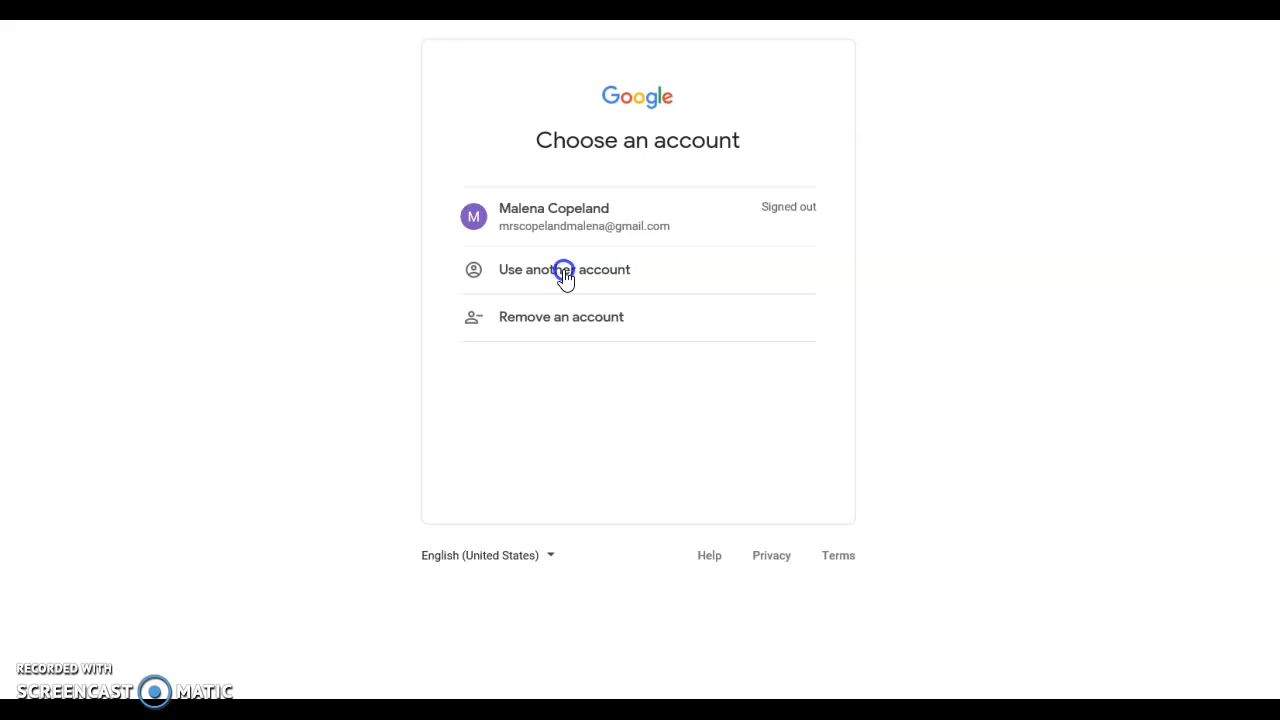 Google
Choose an account
M
Malena Copeland
Signed out
mrscopelandmalena@gmail.com
Use another account
Remove an account
English (United States)
Help
Privacy
Terms
RECORDED WITH
SCREENCAST MATIC